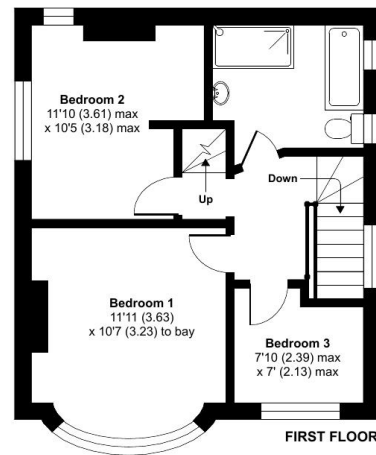 Bedroom 2
11'10 (3.61) max
x 10'5 (3.18) max
Up
Down
Bedroom 1
11'11 (3.63)
x 10'7 (3.23) to bay
Bedroom 3
7'10 (2.39) max
x 7' (2.13) max
FIRST FLOOR